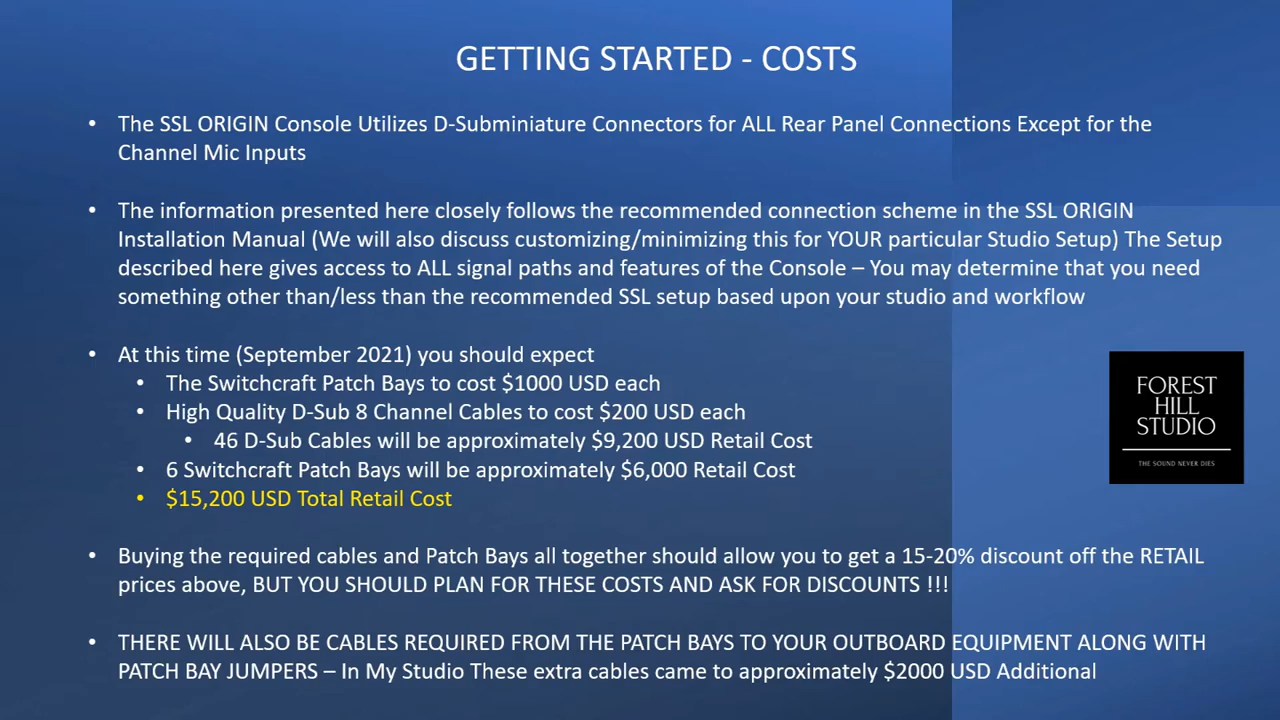 GETTING STARTED - COSTS
• The SSL ORIGIN Console Utilizes D-Subminiature Connectors for ALL Rear Panel Connections Except for the
Channel Mic Inputs
• The information presented here closely follows the recommended connection scheme in the SSL ORIGIN
Installation Manual (We will also discuss customizing/minimizing this for YOUR particular Studio Setup) The Setup
described here gives access to ALL signal paths and features of the Console – You may determine that you need
something other than/less than the recommended SSL setup based upon your studio and workflow
• At this time (September 2021) you should expect
• The Switchcraft Patch Bays to cost $1000 USD each
• High Quality D-Sub 8 Channel Cables to cost $200 USD each
• 46 D-Sub Cables will be approximately $9,200 USD Retail Cost
• 6 Switchcraft Patch Bays will be approximately $6,000 Retail Cost
• $15,200 USD Total Retail Cost
• Buying the required cables and Patch Bays all together should allow you to get a 15-20% discount off the RETAIL
prices above, BUT YOU SHOULD PLAN FOR THESE COSTS AND ASK FOR DISCOUNTS !!!
• THERE WILL ALSO BE CABLES REQUIRED FROM THE PATCH BAYS TO YOUR OUTBOARD EQUIPMENT ALONG WITH
PATCH BAY JUMPERS – In My Studio These extra cables came to approximately $2000 USD Additional
FOREST
HILL
STUDIO
THE SOUND NEVER DIES